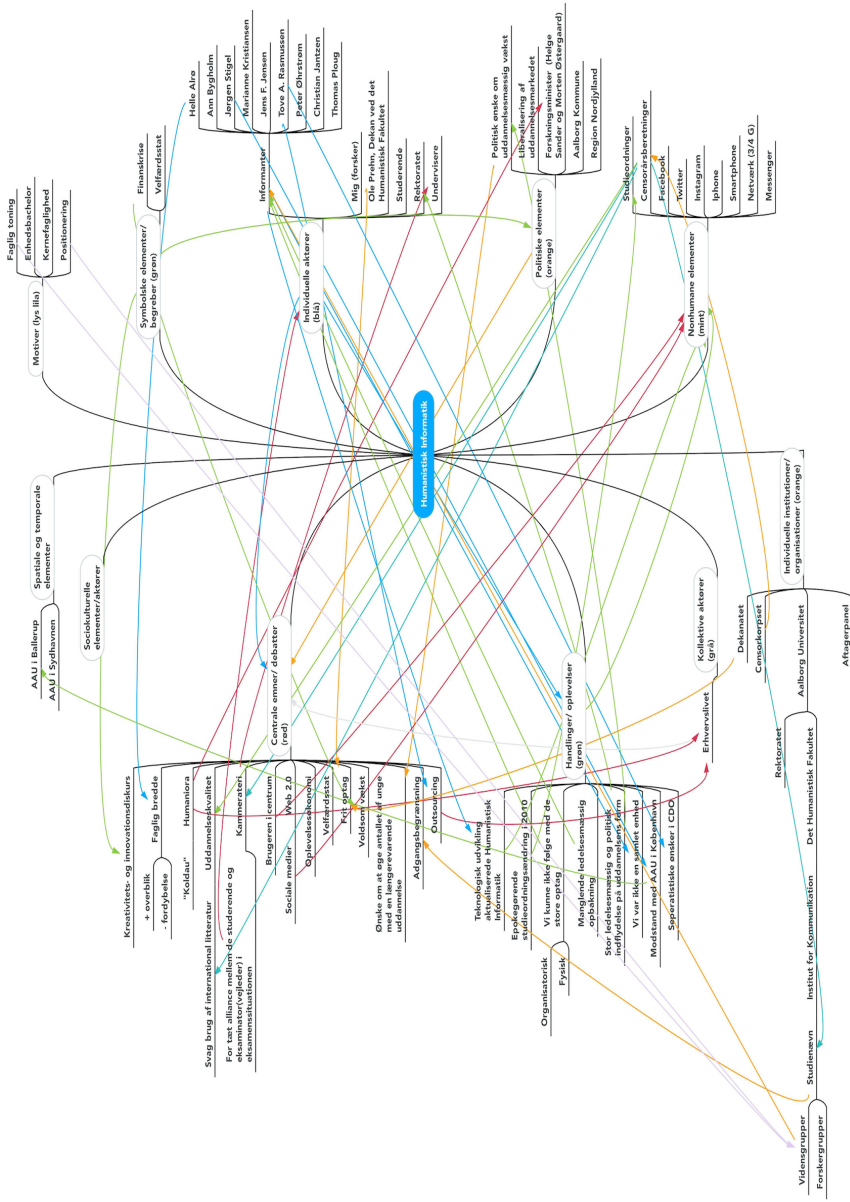 Humanistisk Informatik
Motiver (lys lila)
Faglig toning
Enhedsbachelor
Kernefaglighed
Positionering
Symbolske elementer/
begreber (grøn)
Finanskrise
Velfærdsstat
Individuelle aktører
(blå)
Informanter
Helle Alrø
Ann Bygholm
Jørgen Stigel
Marianne Kristiansen
Jens F. Jensen
Tove A. Rasmussen
Peter Øhrstrøm
Christian Jantzen
Thomas Ploug
Mig (forsker)
Ole Prehn, Dekan ved det
Humanistisk Fakultet
Studerende
Rektoratet
Undervisere
Politiske elementer
(orange)
Politisk ønske om
uddannelsesmæssig vækst
Liberalisering af
uddannelsesmarkedet
Forskningsminister (Helge
Sander og Morten Østergaard)
Aalborg Kommune
Region Nordjylland
Nonhumane elementer
(mint)
Studieordninger
Censorårsberetninger
Facebook
Twitter
Instagram
Iphone
Smartphone
Netværk (3/4 G)
Messenger
Spatiale og temporale
elementer
AAU i Ballerup
AAU i Sydhavnen
Sociokulturelle
elementer/aktører
Centrale emner/ debatter
(rød)
Kreativitets- og innovationsdiskurs
Faglig bredde
+ overblik
- fordybelse
Humaniora
"Koldau"
Uddannelseskvalitet
Svag brug af international litteratur
Kammerateri
For tæt alliance mellem de studerende og
eksaminator(vejleder) i
eksamenssituationen
Brugeren i centrum
Web 2.0
Sociale medier
Oplevelsesøkonomi
Velfærdsstat
Frit optag
Voldsom vækst
Ønske om at øge antallet af unge
med en længerevarende
uddannelse
Adgangsbegrænsning
Outsourcing
Handlinger/ oplevelser
(grøn)
Teknologisk udvikling
aktualiserede Humanistisk
Informatik
Epokegørende
studieordningsændring i 2010
Vi kunne ikke følge med de
store optag
Organisatorisk
Fysisk
Manglende ledelsesmæssig
opbakning
Stor ledelsesmæssig og politisk
indflydelse på uddannelsens form
Vi var ikke en samlet enhed
Modstand med AAU i København
Seperatistiske ønsker i CDO
Kollektive aktører
(grå)
Erhvervslivet
Individuelle institutioner/
organisationer (orange)
Dekanatet
Censorkorpset
Aalborg Universitet
Rektoratet
Det Humanistisk Fakultet
Institut for Kommunikation
Studienævn
Vidensgrupper
Forskergrupper
Aftagerpanel